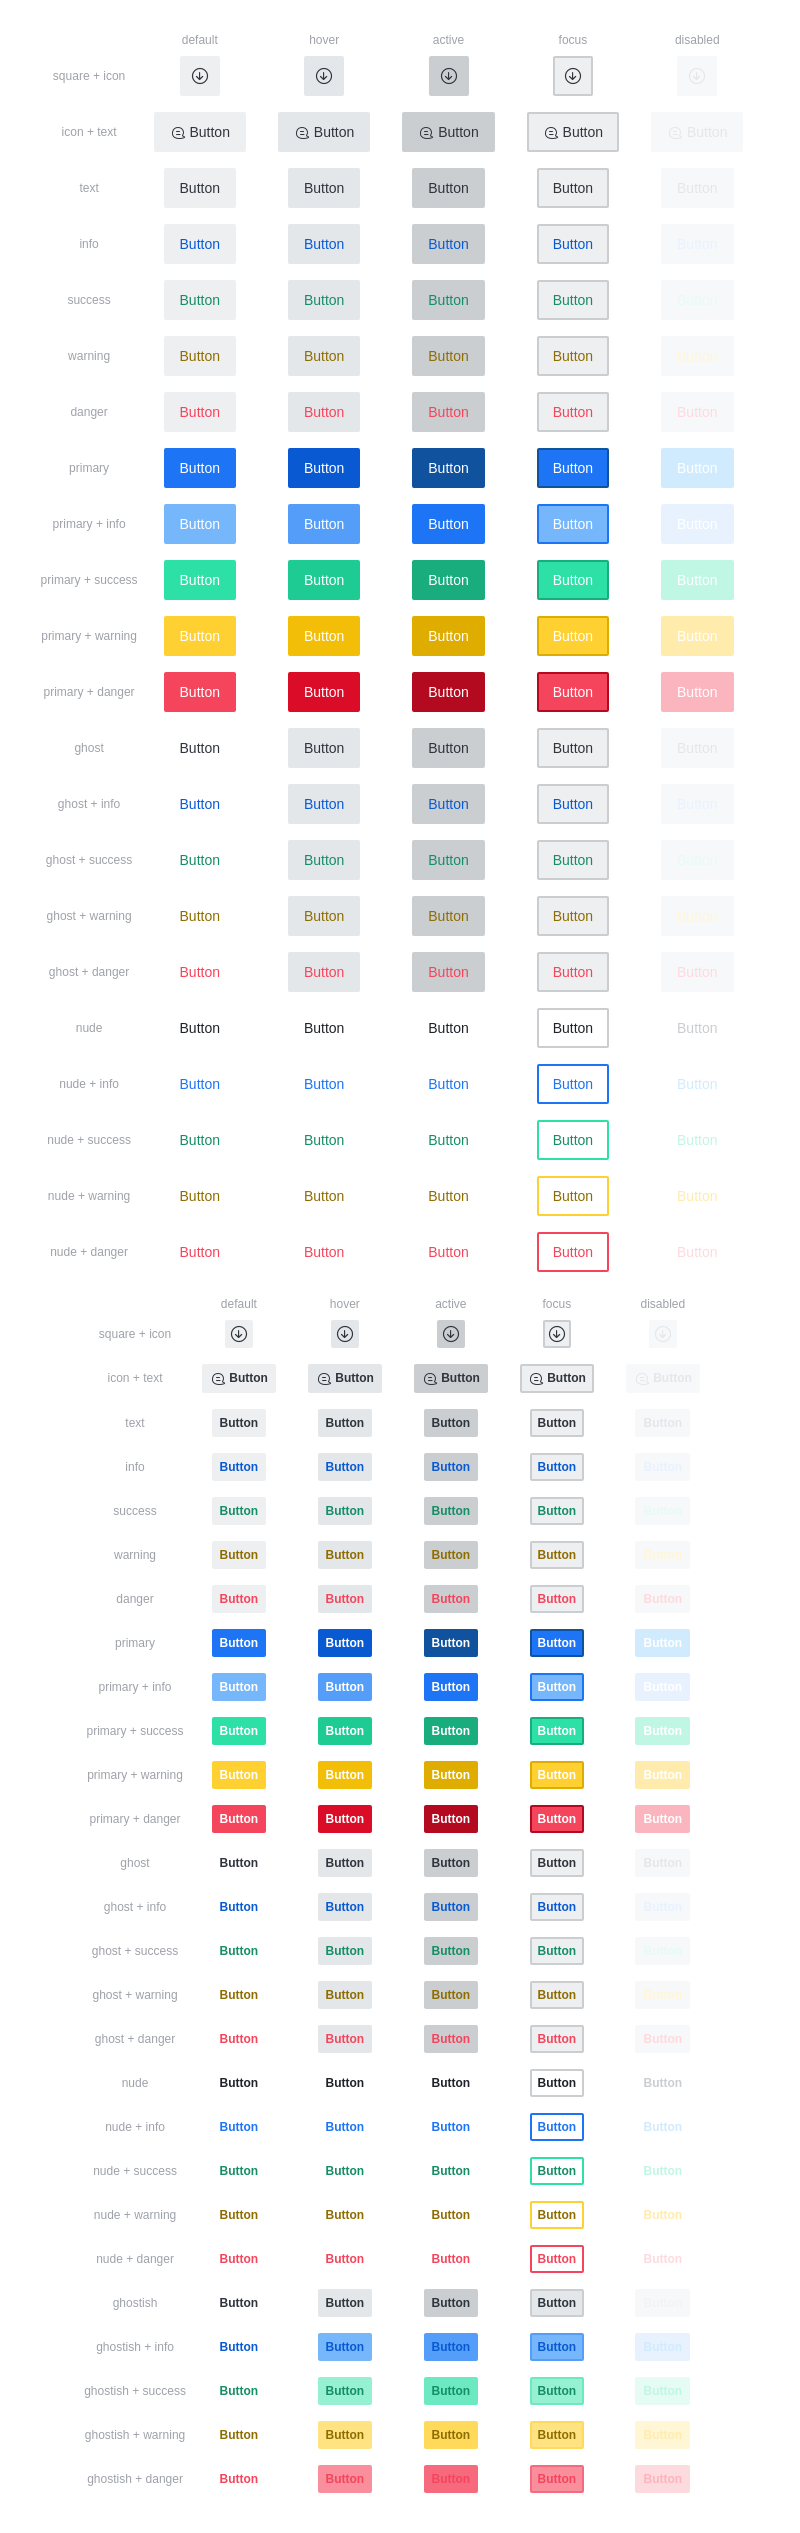 default hover active focus disabled
square + icon
icon + text Button Button Button Button Button
text Button Button Button Button Button
info Button Button Button Button Button
success Button Button Button Button Button
warning Button Button Button Button Button
danger Button Button Button Button Button
primary Button Button Button Button Button
primary + info Button Button Button Button Button
primary + success Button Button Button Button Button
primary + warning Button Button Button Button Button
primary + danger Button Button Button Button Button
ghost Button Button Button Button Button
ghost + info Button Button Button Button Button
ghost + success Button Button Button Button Button
ghost + warning Button Button Button Button Button
ghost + danger Button Button Button Button Button
nude Button Button Button Button Button
nude + info Button Button Button Button Button
nude + success Button Button Button Button Button
nude + warning Button Button Button Button Button
nude + danger Button Button Button Button Button
default hover active focus disabled
square + icon
icon + text Button Button Button Button Button
text Button Button Button Button Button
info Button Button Button Button Button
success Button Button Button Button Button
warning Button Button Button Button Button
danger Button Button Button Button Button
primary Button Button Button Button Button
primary + info Button Button Button Button Button
primary + success Button Button Button Button Button
primary + warning Button Button Button Button Button
primary + danger Button Button Button Button Button
ghost Button Button Button Button Button
ghost + info Button Button Button Button Button
ghost + success Button Button Button Button Button
ghost + warning Button Button Button Button Button
ghost + danger Button Button Button Button Button
nude Button Button Button Button Button
nude + info Button Button Button Button Button
nude + success Button Button Button Button Button
nude + warning Button Button Button Button Button
nude + danger Button Button Button Button Button
ghostish Button Button Button Button Button
ghostish + info Button Button Button Button Button
ghostish + success Button Button Button Button Button
ghostish + warning Button Button Button Button Button
ghostish + danger Button Button Button Button Button